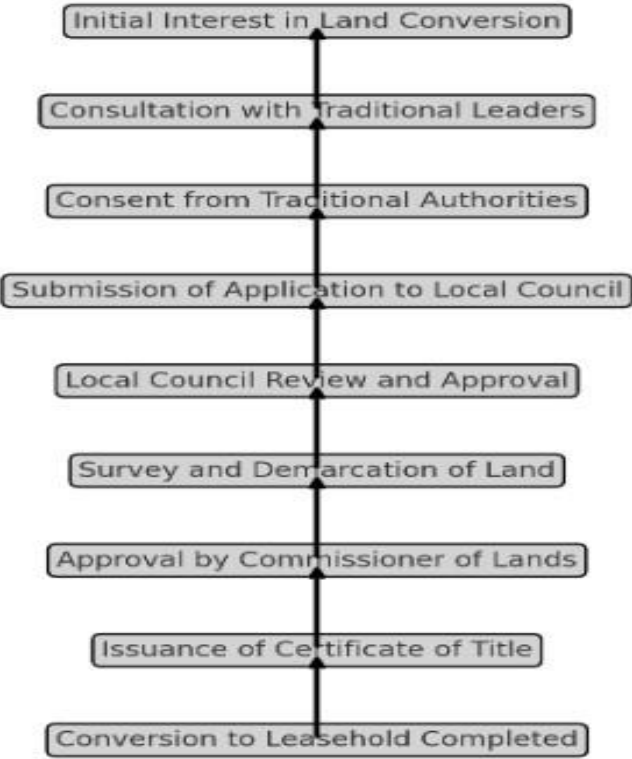 Initial Interest in Land Conversion
Consultation with Traditional Leaders
Consent from Traditional Authorities
Submission of Application to Local Council
Local Council Review and Approval
Survey and Demarcation of Land
Approval by Commissioner of Lands
Issuance of Certificate of Title
Conversion to Leasehold Completed